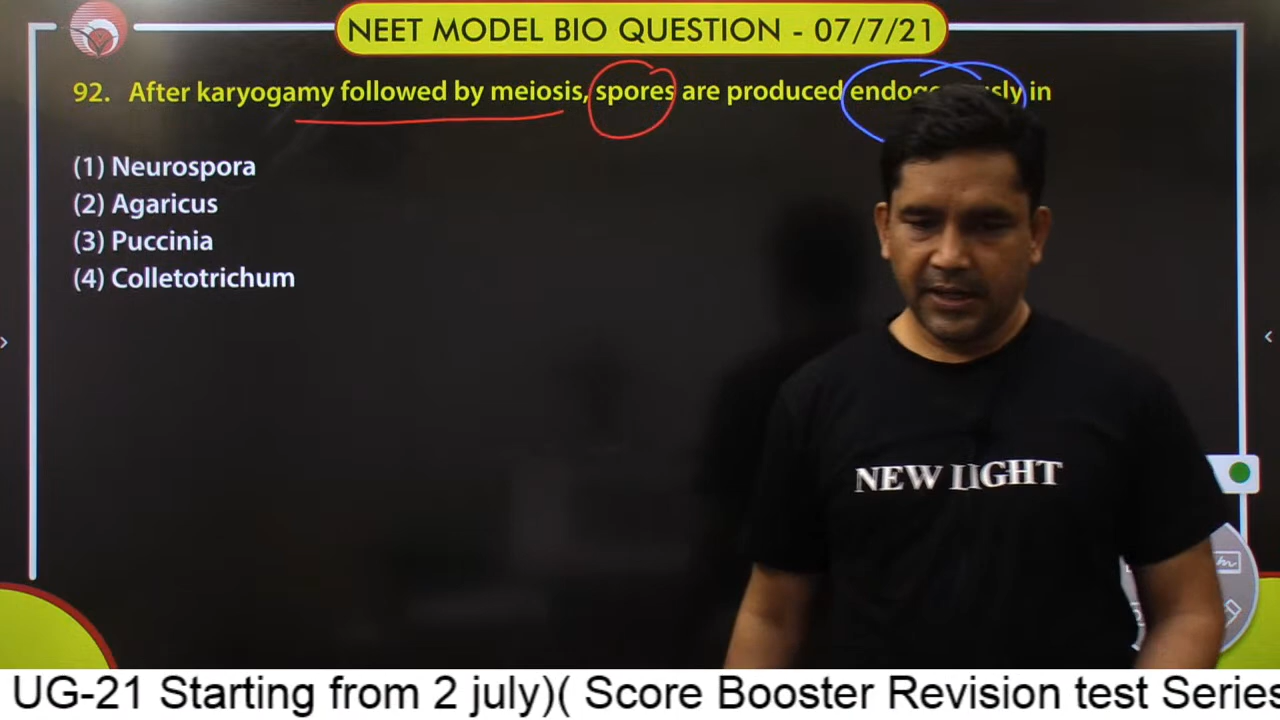 NEET MODEL BIO QUESTION - 07/7/21
92. After karyogamy followed by meiosis, spores are produced in
(1) Neurospora
(2) Agaricus
(3) Puccinia
(4) Colletotrichum
NEW LIGHT
UG-21 Starting from 2 july)( Score Booster Revision test Series